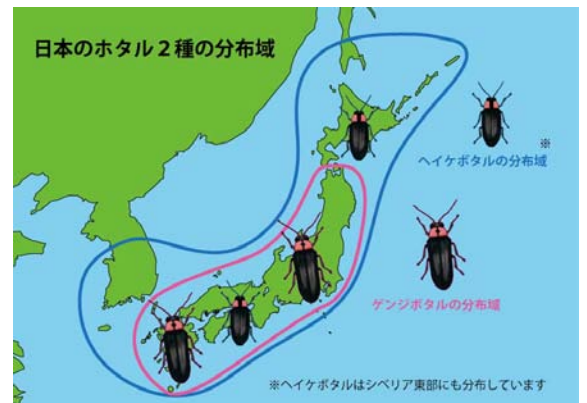 日本のホタル２種の分布域
※
ヘイケボタルの分布域
ゲンジボタルの分布域
※ヘイケボタルはシベリア東部にも分布しています